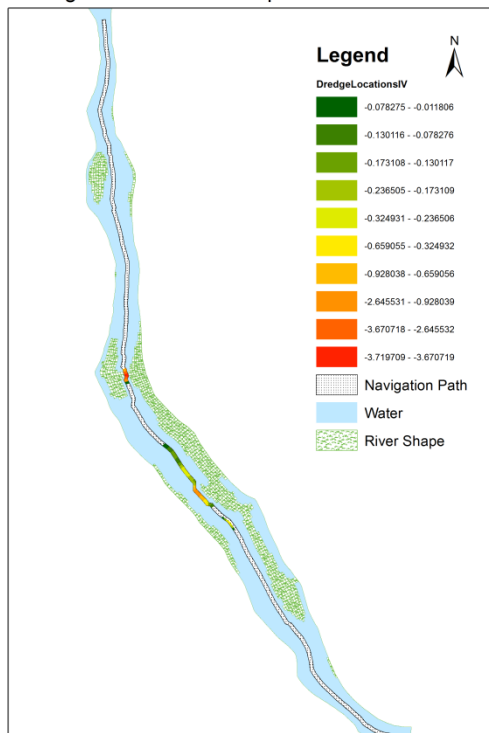 Legend
N
DredgeLocationsIV
-0.078275 - -0.011806
-0.130116 - -0.078276
-0.173108 - -0.130117
-0.236505 - -0.173109
-0.324931 - -0.236506
-0.659055 - -0.324932
-0.928038 - -0.659056
-2.645531 - -0.928039
-3.670718 - -2.645532
-3.719709 - -3.670719
Navigation Path
Water
River Shape